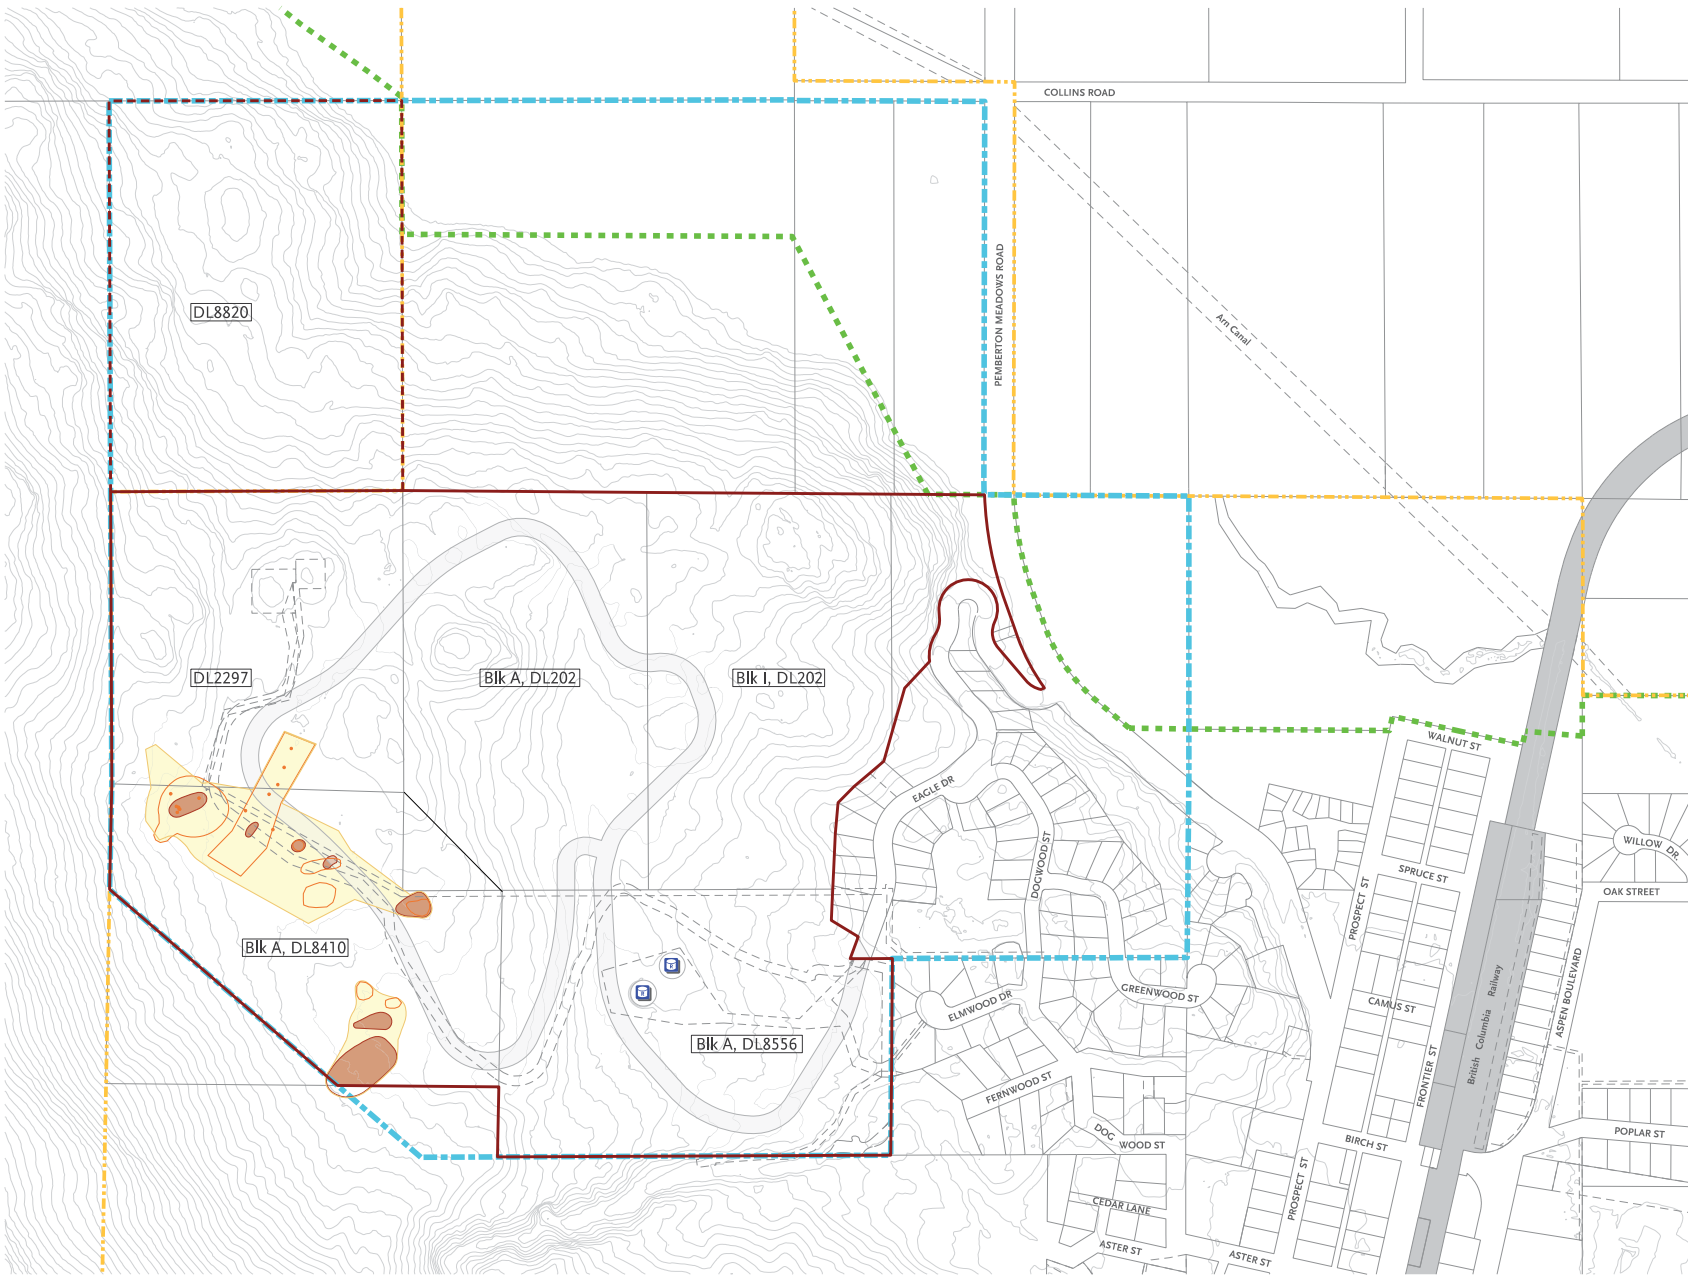 COLLINS ROAD
PEMBERTON MEADOWS ROAD
Arn Canal
DL8820
DL2297
Blk A, DL202
Blk I, DL202
WALNUT ST
EAGLE DR
DOGWOOD ST
WILLOW DR
SPRUCE ST
OAK STREET
PROSPECT ST
Blk A, DL8410
ELMWOOD DR
GREENWOOD ST
CAMUS ST
British Columbia Railway
ASPEN BOULEVARD
Blk A, DL8556
FERNWOOD ST
FRONTIER ST
DOG
WOOD ST
BIRCH ST
POPLAR ST
PROSPECT ST
CEDAR LANE
ASTER ST
ASTER ST